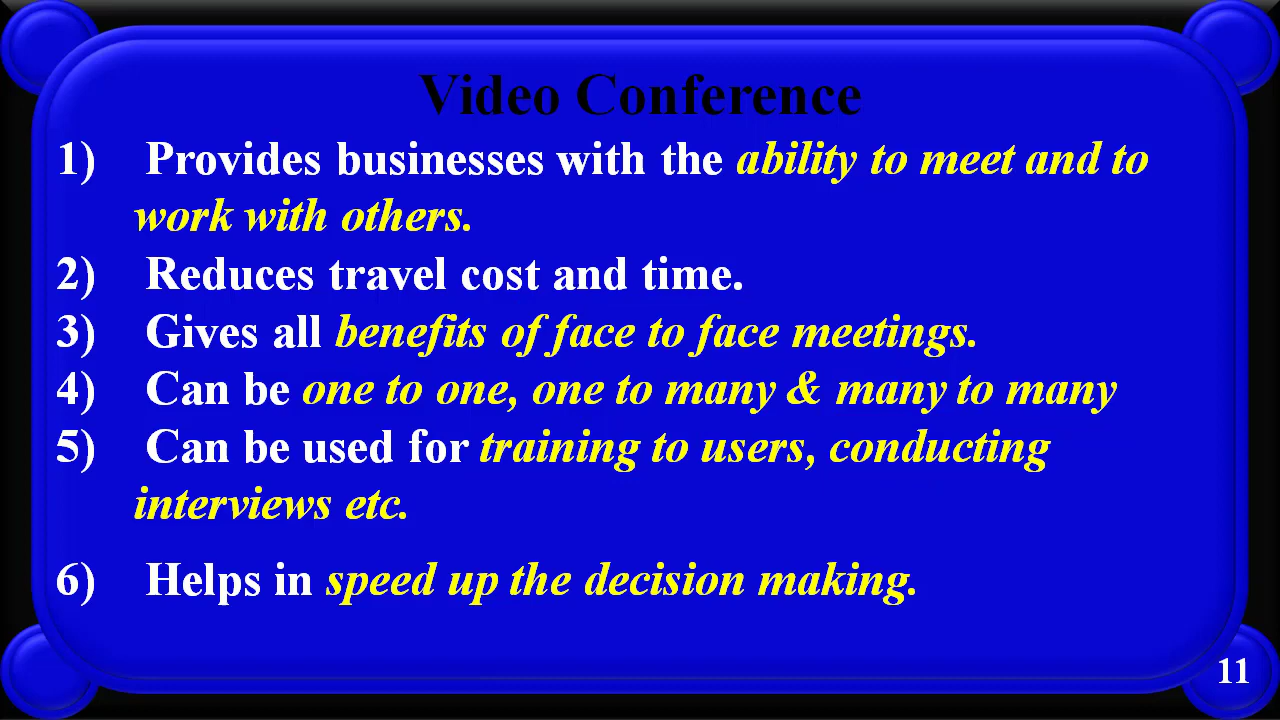 Video Conference
1) Provides businesses with the ability to meet and to
work with others.
2) Reduces travel cost and time.
3) Gives all benefits of face to face meetings.
4) Can be one to one, one to many & many to many
5) Can be used for training to users, conducting
interviews etc.
6) Helps in speed up the decision making.
11